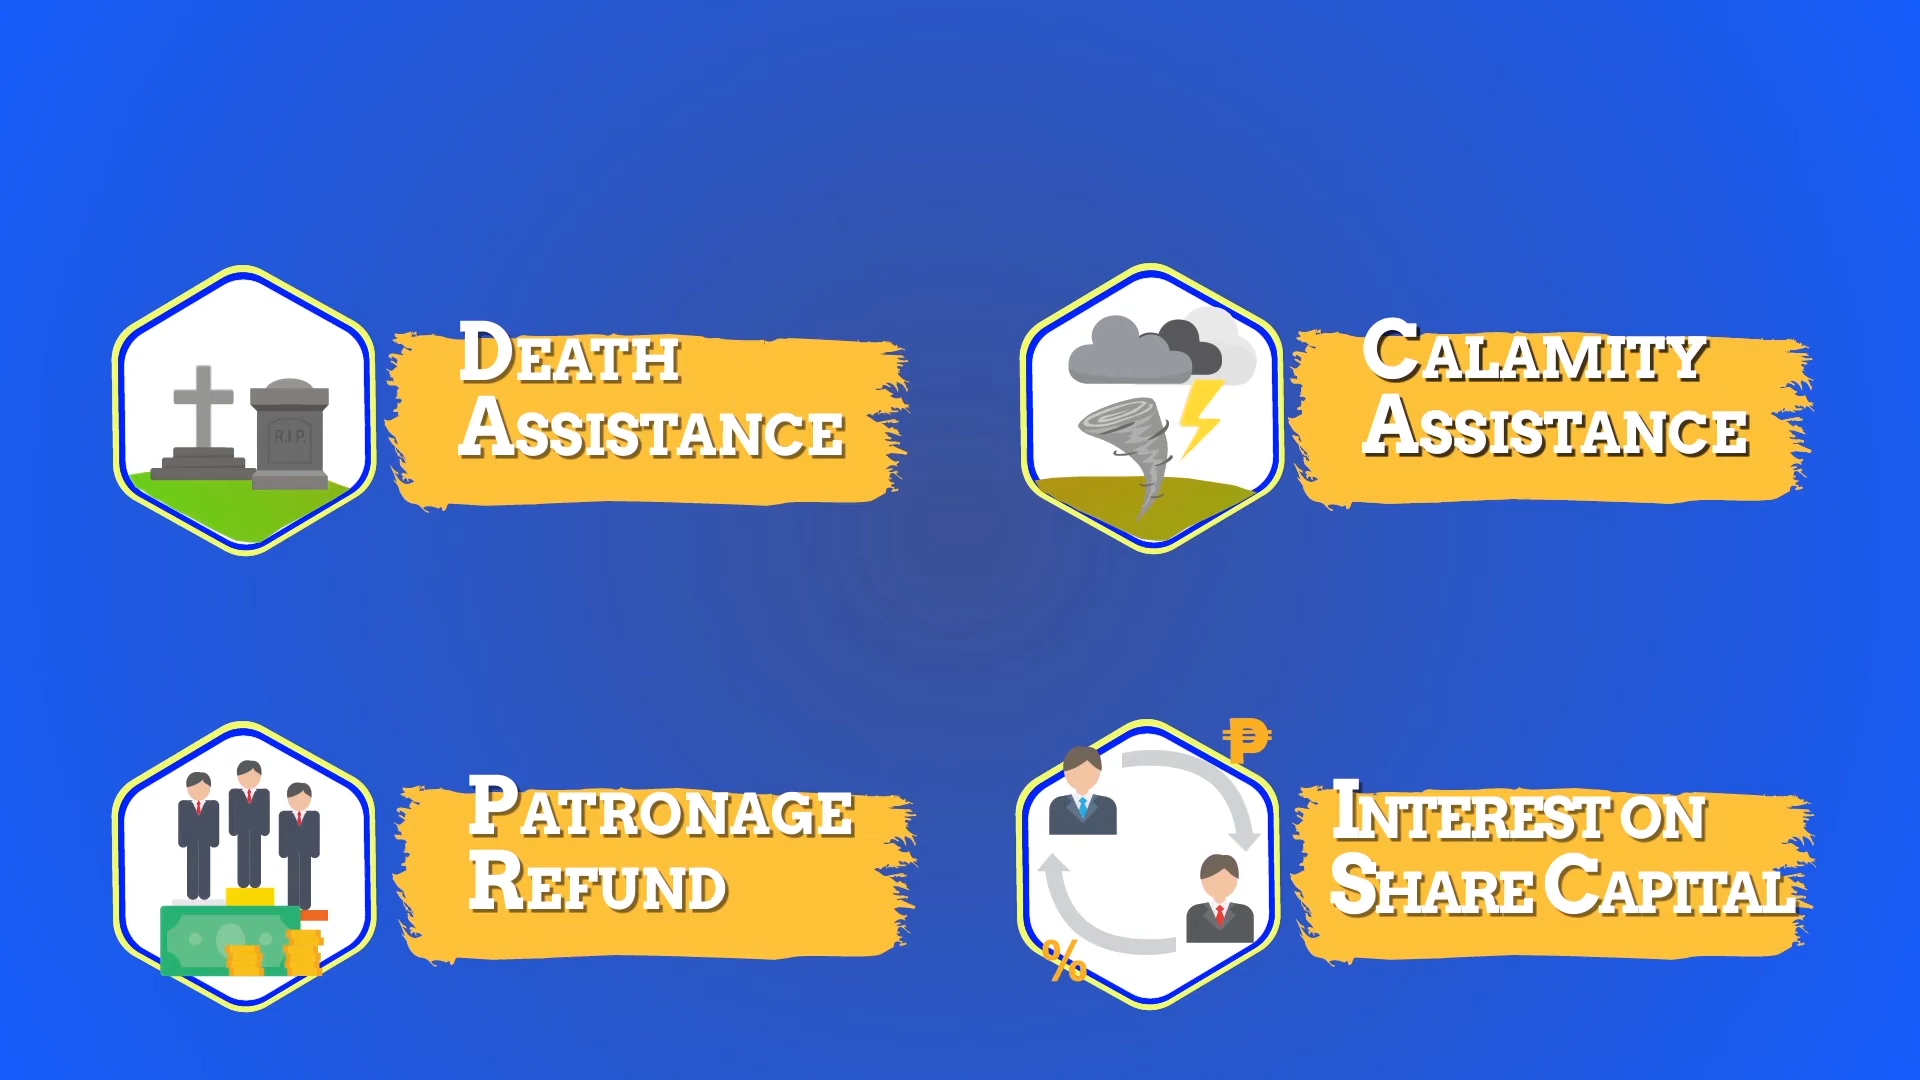 DEATH
ASSISTANCE
R.I.P.
CALAMITY
ASSISTANCE
PATRONAGE
REFUND
₱
INTEREST ON
SHARE CAPITAL
%